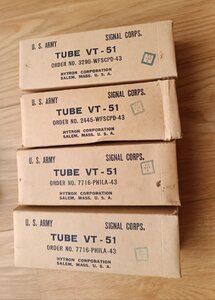 U. S. ARMY SIGNAL CORPS.
TUBE VT - 51
ORDER NO. 3290-WFSCPD-43
HYTRON CORPORATION
SALEM, MASS. U. S. A.
U. S. ARMY SIGNAL CORPS.
TUBE VT - 51
ORDER NO. 2445-WFSCPD-43
HYTRON CORPORATION
SALEM, MASS. U. S. A.
U. S. ARMY SIGNAL CORPS.
TUBE VT - 51
ORDER NO. 7716-PHILA-43
HYTRON CORPORATION
SALEM, MASS. U. S. A.
U. S. ARMY SIGNAL CORPS.
TUBE VT - 51
ORDER NO. 7716-PHILA-43
HYTRON CORPORATION
SALEM, MASS. U. S. A.